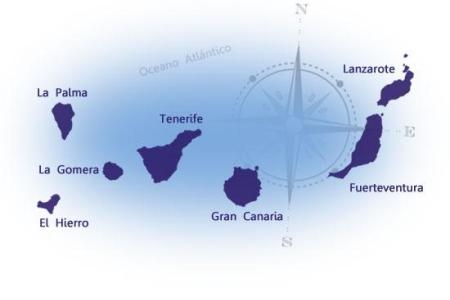 N
Oceano Atlántico
Lanzarote
La Palma
Tenerife
E
La Gomera
Fuerteventura
El Hierro
Gran Canaria
S